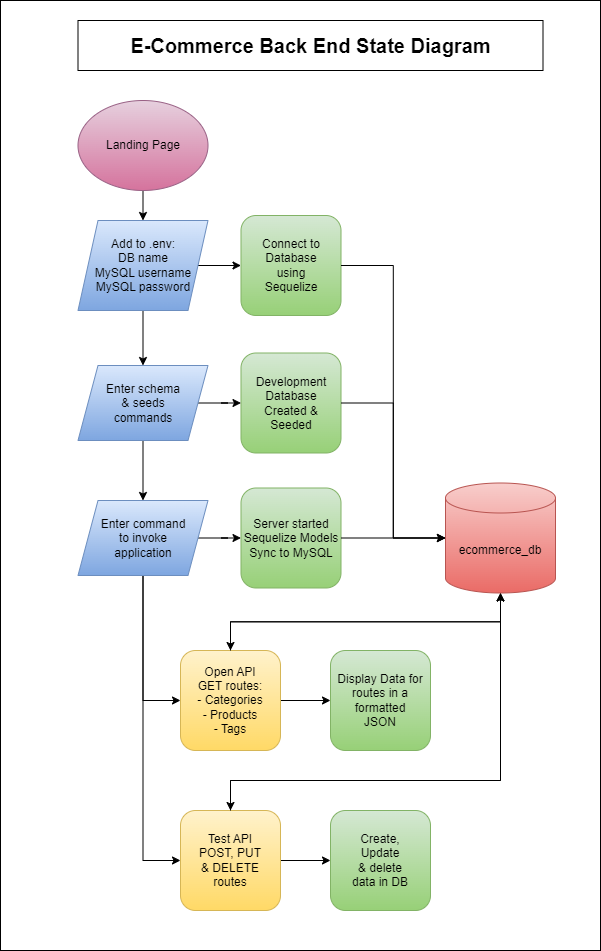 E-Commerce Back End State Diagram
Landing Page
Add to .env:
DB name
MySQL username
MySQL password
Connect to
Database
using
Sequelize
Enter schema
& seeds
commands
Development
Database
Created &
Seeded
Enter command
to invoke
application
Server started
Sequelize Models
Sync to MySQL
ecommerce_db
Open API
GET routes:
- Categories
- Products
- Tags
Display Data for
routes in a
formatted
JSON
Test API
POST, PUT
& DELETE
routes
Create,
Update
& delete
data in DB